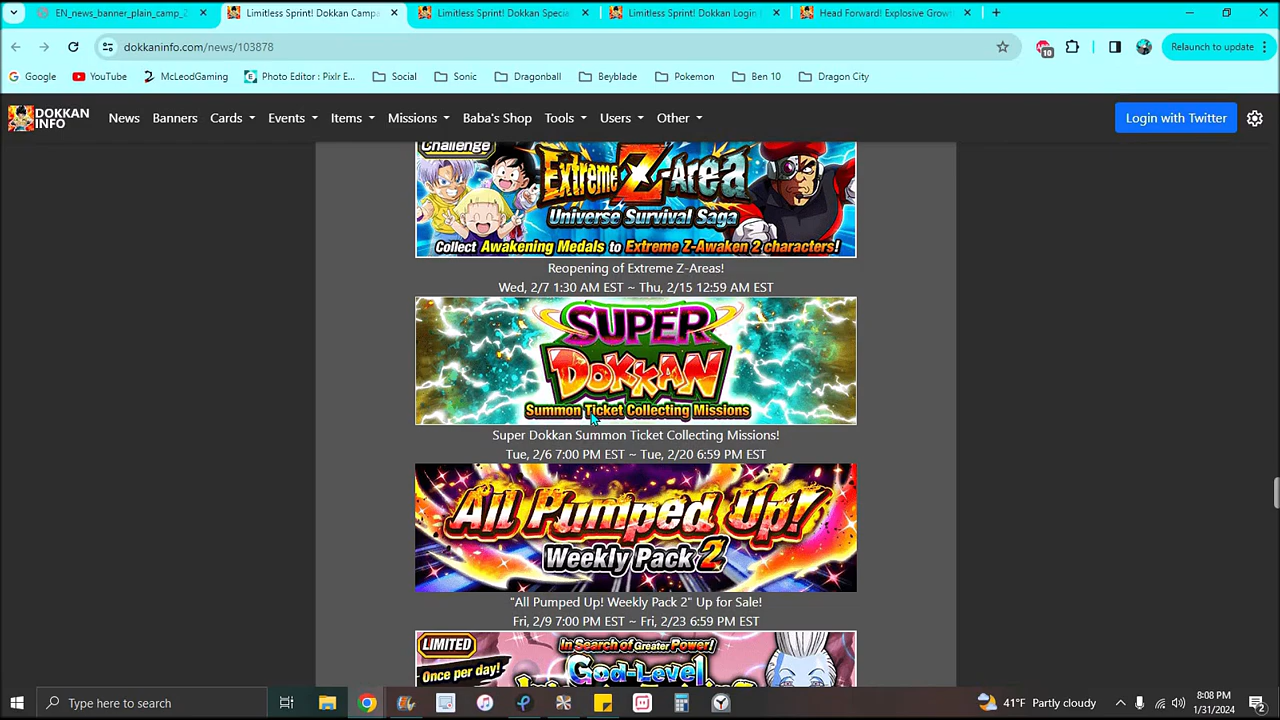 EN_news_banner_plain_camp_2
Limitless Sprint! Dokkan Campa
Limitless Sprint! Dokkan Specia
Limitless Sprint! Dokkan Login
Head Forward! Explosive Growt
dokkaninfo.com/news/103878
10
Relaunch to update
Google
YouTube
McLeodGaming
Photo Editor : Pixlr E...
Social
Sonic
Dragonball
Beyblade
Pokemon
Ben 10
Dragon City
DOKKAN INFO
News
Banners
Cards
Events
Items
Missions
Baba's Shop
Tools
Users
Other
Login with Twitter
Challenge
Extreme Z-Area
Universe Survival Saga
Collect Awakening Medals to Extreme Z-Awaken 2 characters!
Reopening of Extreme Z-Areas!
Wed, 2/7 1:30 AM EST ~ Thu, 2/15 12:59 AM EST
SUPER
DOKKAN
Summon Ticket Collecting Missions
Super Dokkan Summon Ticket Collecting Missions!
Tue, 2/6 7:00 PM EST ~ Tue, 2/20 6:59 PM EST
All Pumped Up!
Weekly Pack 2
"All Pumped Up! Weekly Pack 2" Up for Sale!
Fri, 2/9 7:00 PM EST ~ Fri, 2/23 6:59 PM EST
LIMITED
In Search of Greater Power!
Once per day!
God-Level
Type here to search
41°F Partly cloudy
8:08 PM
1/31/2024
2